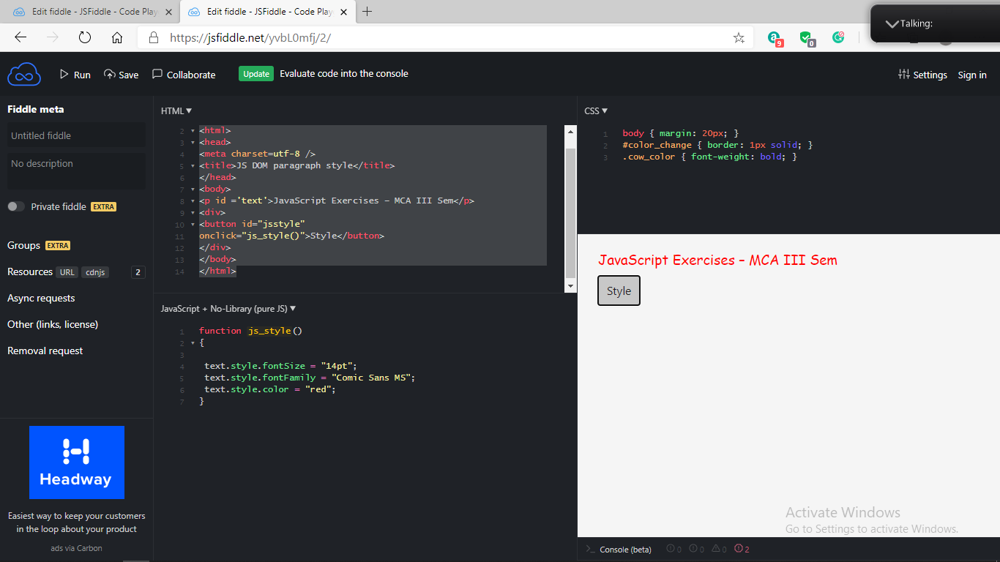 Edit fiddle - JSFiddle - Code Play
Edit fiddle - JSFiddle - Code Play
Talking:
https://jsfiddle.net/yvbL0mfj/2/
a
9
0
Run
Save
Collaborate
Update
Evaluate code into the console
Settings
Sign in
Fiddle meta
Untitled fiddle
No description
Private fiddle EXTRA
Groups EXTRA
Resources URL cdnjs 2
Async requests
Other (links, license)
Removal request
Headway
Easiest way to keep your customers
in the loop about your product
ads via Carbon
HTML ▼
2 <html>
3 <head>
4 <meta charset=utf-8 />
5 <title>JS DOM paragraph style</title>
6 </head>
7 <body>
8 <p id ='text'>JavaScript Exercises - MCA III Sem</p>
9 <div>
10 <button id="jsstyle"
11 onclick="js_style()">Style</button>
12 </div>
13 </body>
14 </html>
JavaScript + No-Library (pure JS) ▼
1 function js_style()
2 {
3
4 text.style.fontSize = "14pt";
5 text.style.fontFamily = "Comic Sans MS";
6 text.style.color = "red";
7 }
CSS ▼
1 body { margin: 20px; }
2 #color_change { border: 1px solid; }
3 .cow_color { font-weight: bold; }
JavaScript Exercises - MCA III Sem
Style
Activate Windows
Go to Settings to activate Windows.
>_ Console (beta) 0 0 0 2